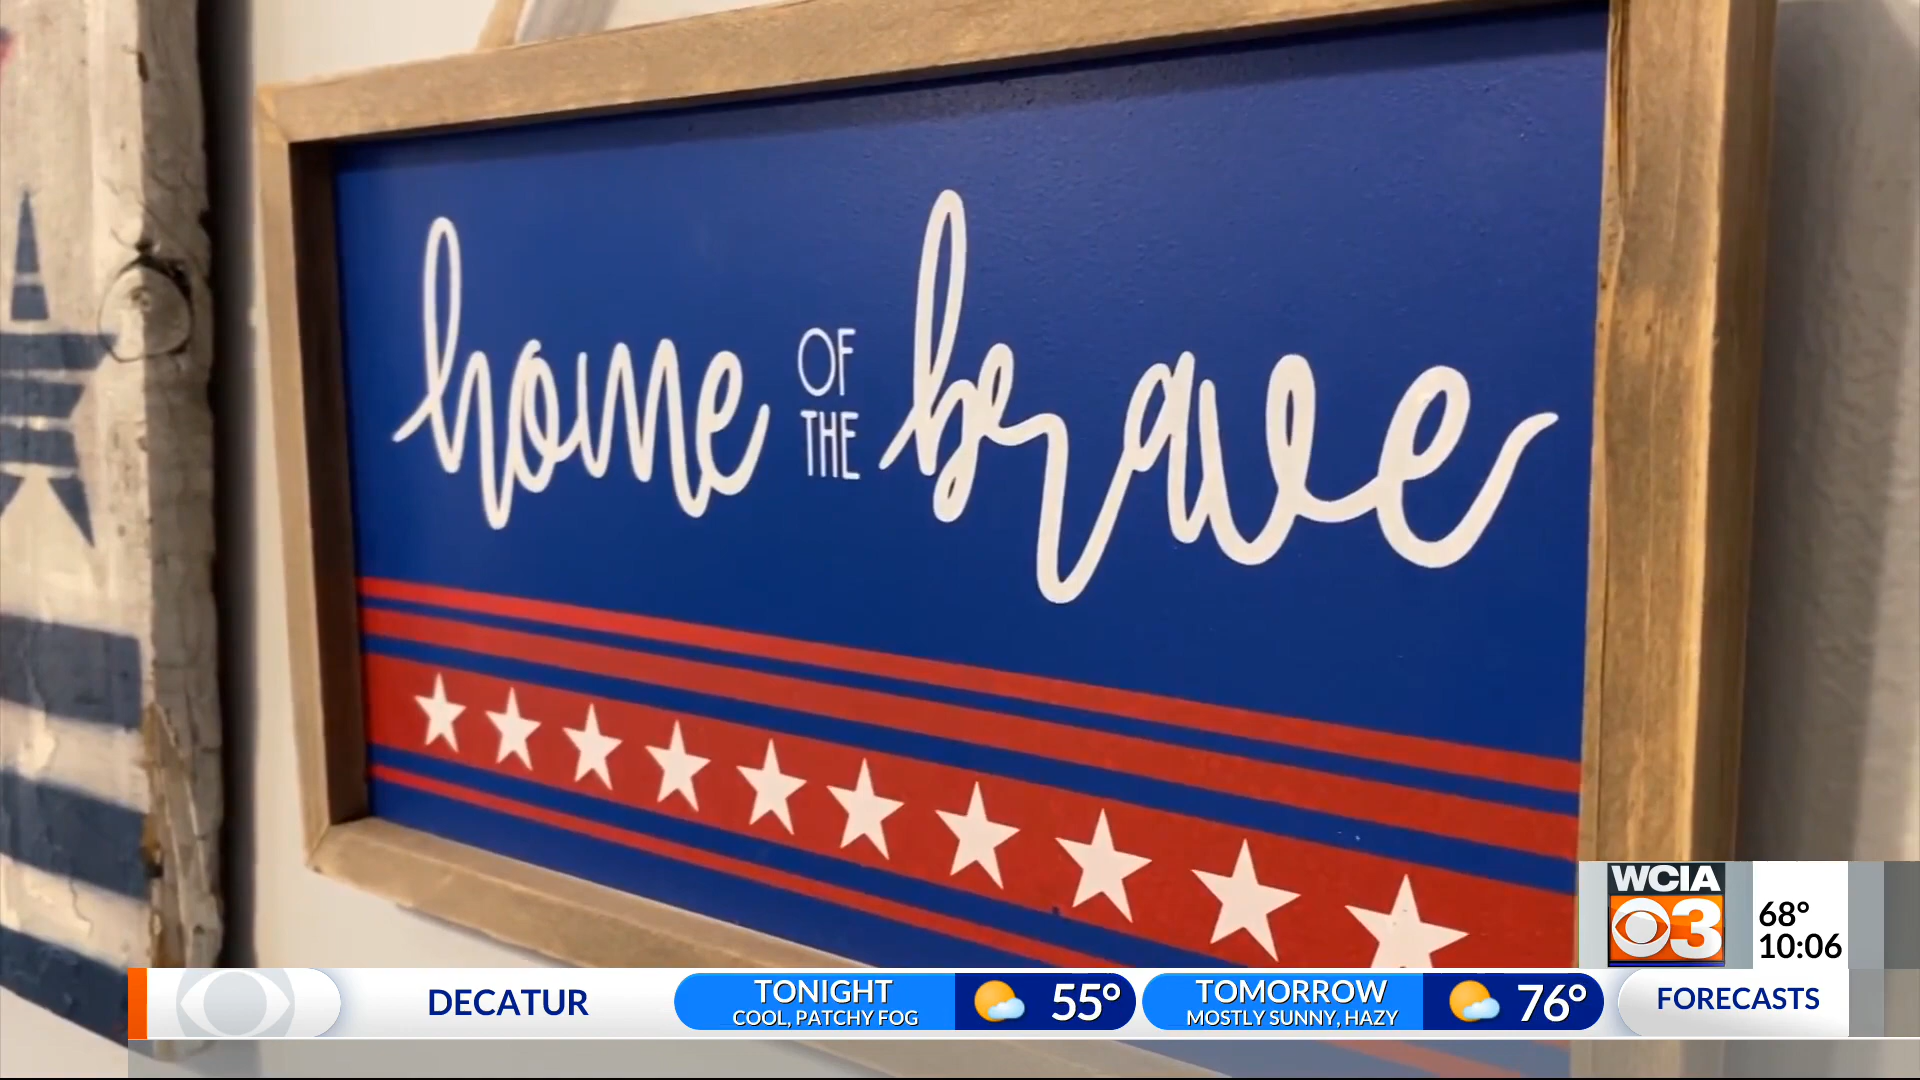 home OF THE brave
WCIA
3
68°
10:06
DECATUR
TONIGHT
COOL, PATCHY FOG
55°
TOMORROW
MOSTLY SUNNY, HAZY
76°
FORECASTS